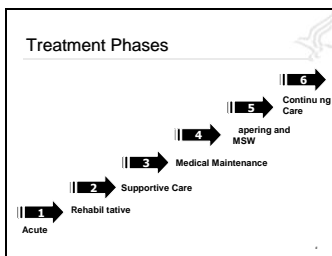 Treatment Phases
6
Continu ng
Care
5
apering and
MSW
4
Medical Maintenance
3
Supportive Care
2
Rehabil tative
1
Acute